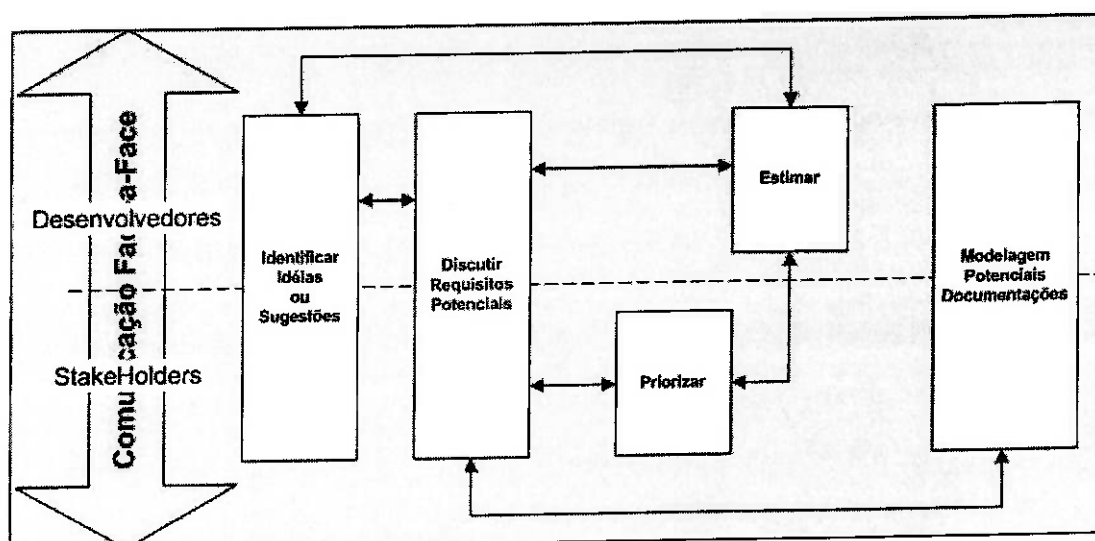 Comunicação Face-a-Face
Desenvolvedores
StakeHolders
Identificar
Idéias
ou
Sugestões
Discutir
Requisitos
Potenciais
Estimar
Priorizar
Modelagem
Potenciais
Documentações